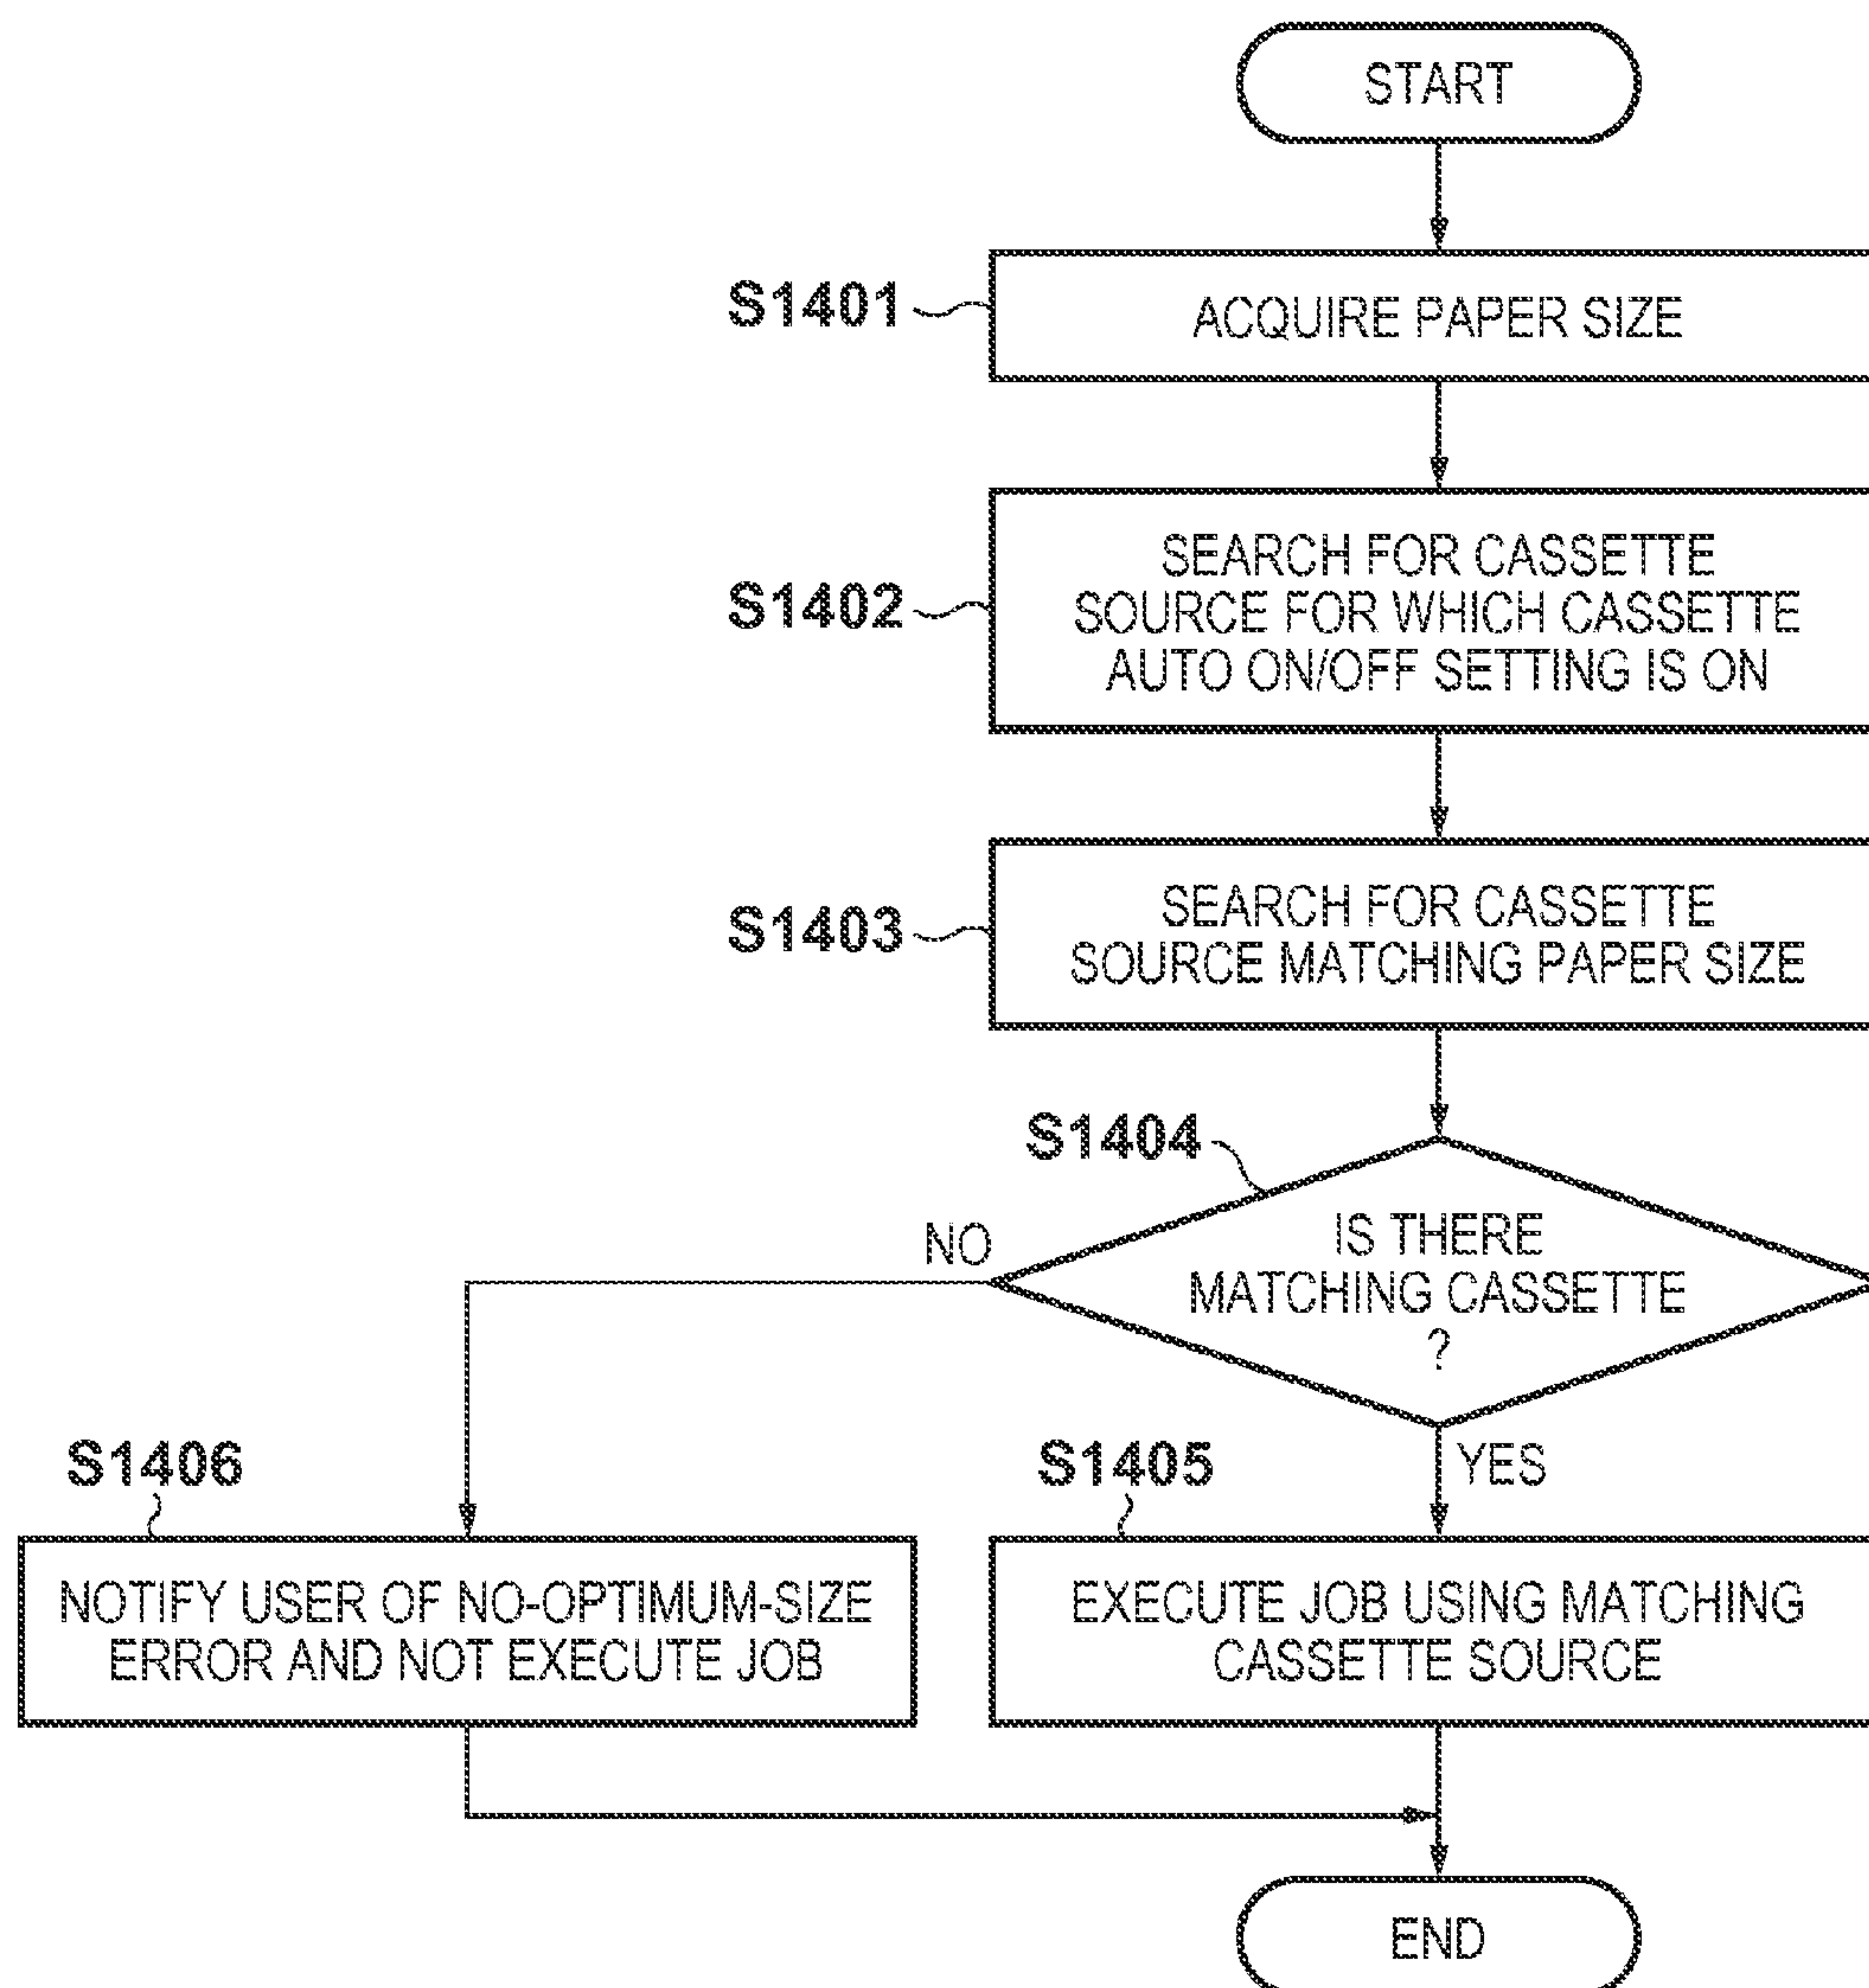 START
S1401
ACQUIRE PAPER SIZE
S1402
SEARCH FOR CASSETTE
SOURCE FOR WHICH CASSETTE
AUTO ON/OFF SETTING IS ON
S1403
SEARCH FOR CASSETTE
SOURCE MATCHING PAPER SIZE
S1404
IS THERE
MATCHING CASSETTE
?
NO
YES
S1406
NOTIFY USER OF NO-OPTIMUM-SIZE
ERROR AND NOT EXECUTE JOB
S1405
EXECUTE JOB USING MATCHING
CASSETTE SOURCE
END